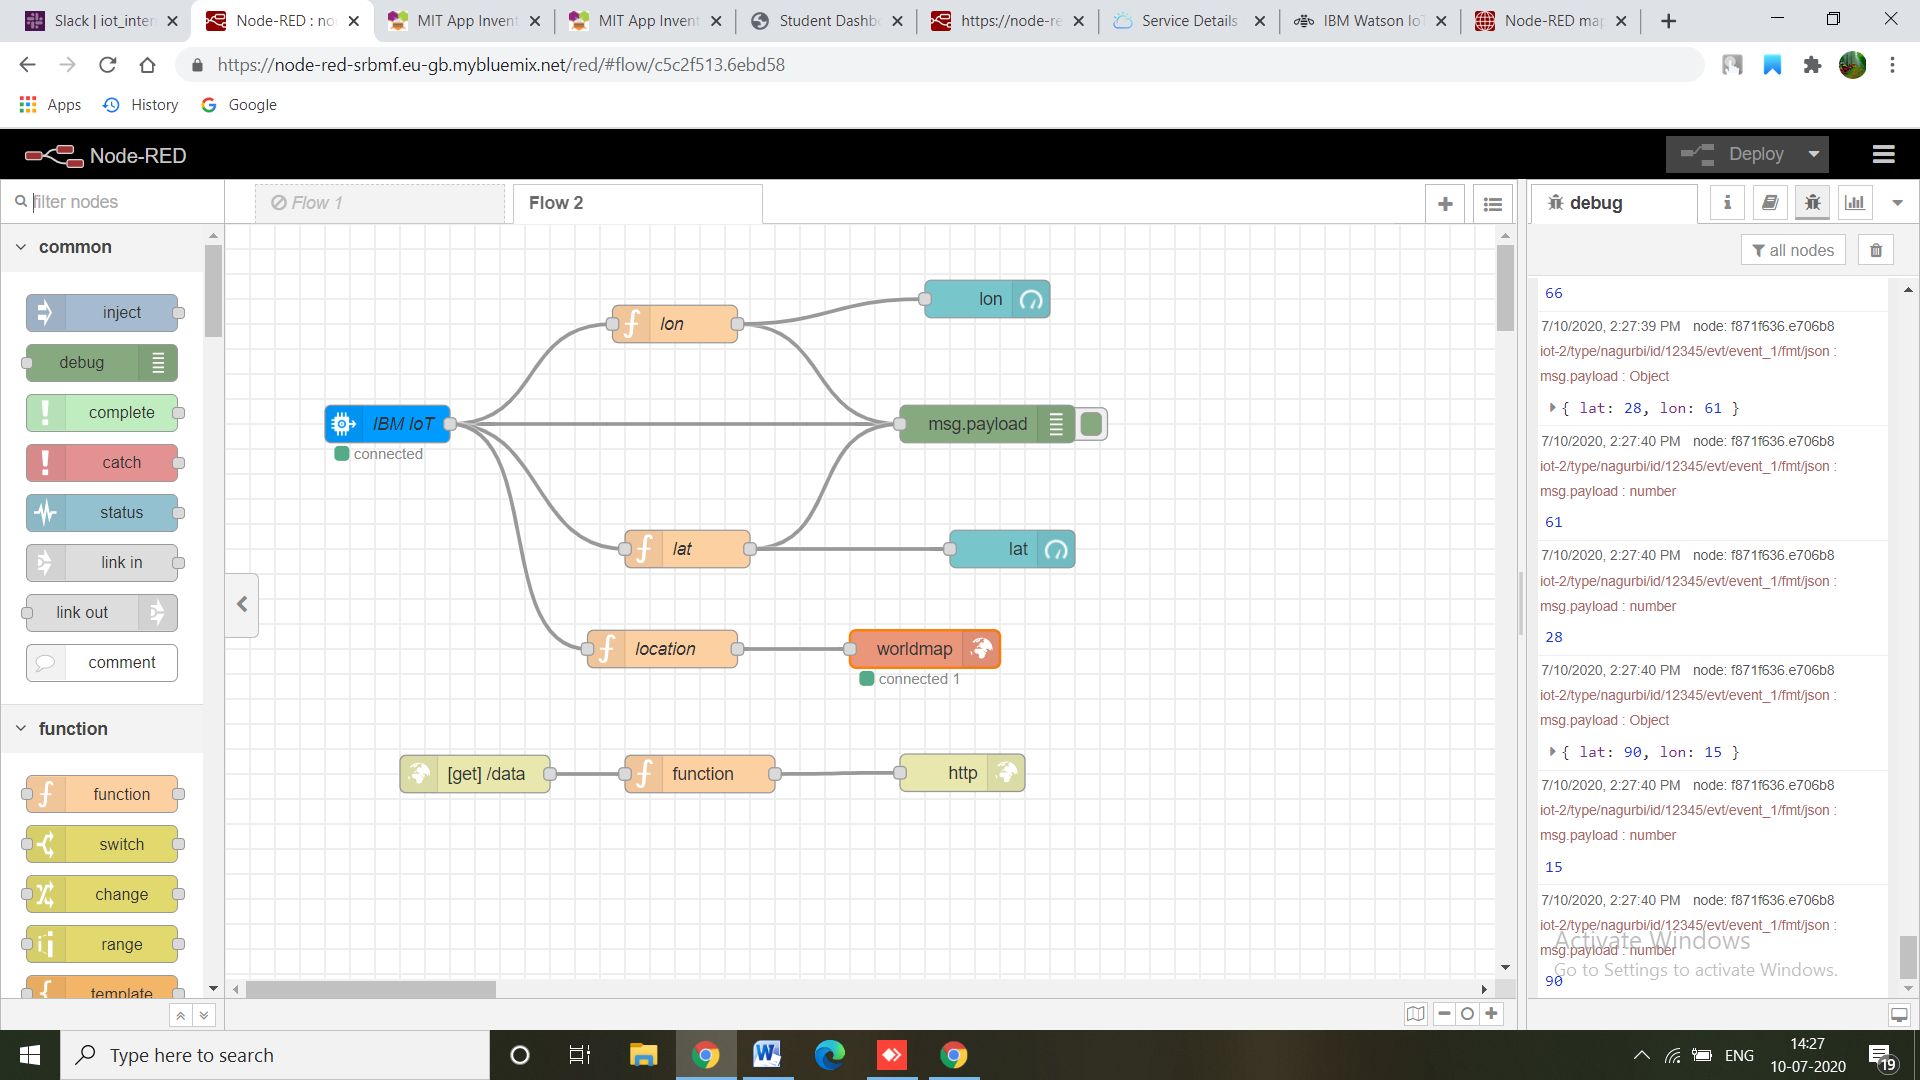 Slack | iot_inter
Node-RED : no
MIT App Invent
MIT App Invent
Student Dashbo
https://node-re
Service Details
IBM Watson IoT
Node-RED map
https://node-red-srbmf.eu-gb.mybluemix.net/red/#flow/c5c2f513.6ebd58
Apps
History
Google
Node-RED
Deploy
filter nodes
Flow 1
Flow 2
debug
all nodes
common
inject
debug
complete
catch
status
link in
link out
comment
function
function
switch
change
range
template
lon
lon
IBM IoT
connected
msg.payload
lat
lat
location
worldmap
connected 1
[get] /data
function
http
66
7/10/2020, 2:27:39 PM node: f871f636.e706b8
iot-2/type/nagurbi/id/12345/evt/event_1/fmt/json :
msg.payload : Object
{ lat: 28, lon: 61 }
7/10/2020, 2:27:40 PM node: f871f636.e706b8
iot-2/type/nagurbi/id/12345/evt/event_1/fmt/json :
msg.payload : number
61
7/10/2020, 2:27:40 PM node: f871f636.e706b8
iot-2/type/nagurbi/id/12345/evt/event_1/fmt/json :
msg.payload : number
28
7/10/2020, 2:27:40 PM node: f871f636.e706b8
iot-2/type/nagurbi/id/12345/evt/event_1/fmt/json :
msg.payload : Object
{ lat: 90, lon: 15 }
7/10/2020, 2:27:40 PM node: f871f636.e706b8
iot-2/type/nagurbi/id/12345/evt/event_1/fmt/json :
msg.payload : number
15
7/10/2020, 2:27:40 PM node: f871f636.e706b8
iot-2/type/nagurbi/id/12345/evt/event_1/fmt/json :
msg.payload : number
90
Activate Windows
Go to Settings to activate Windows.
Type here to search
ENG
14:27
10-07-2020
19